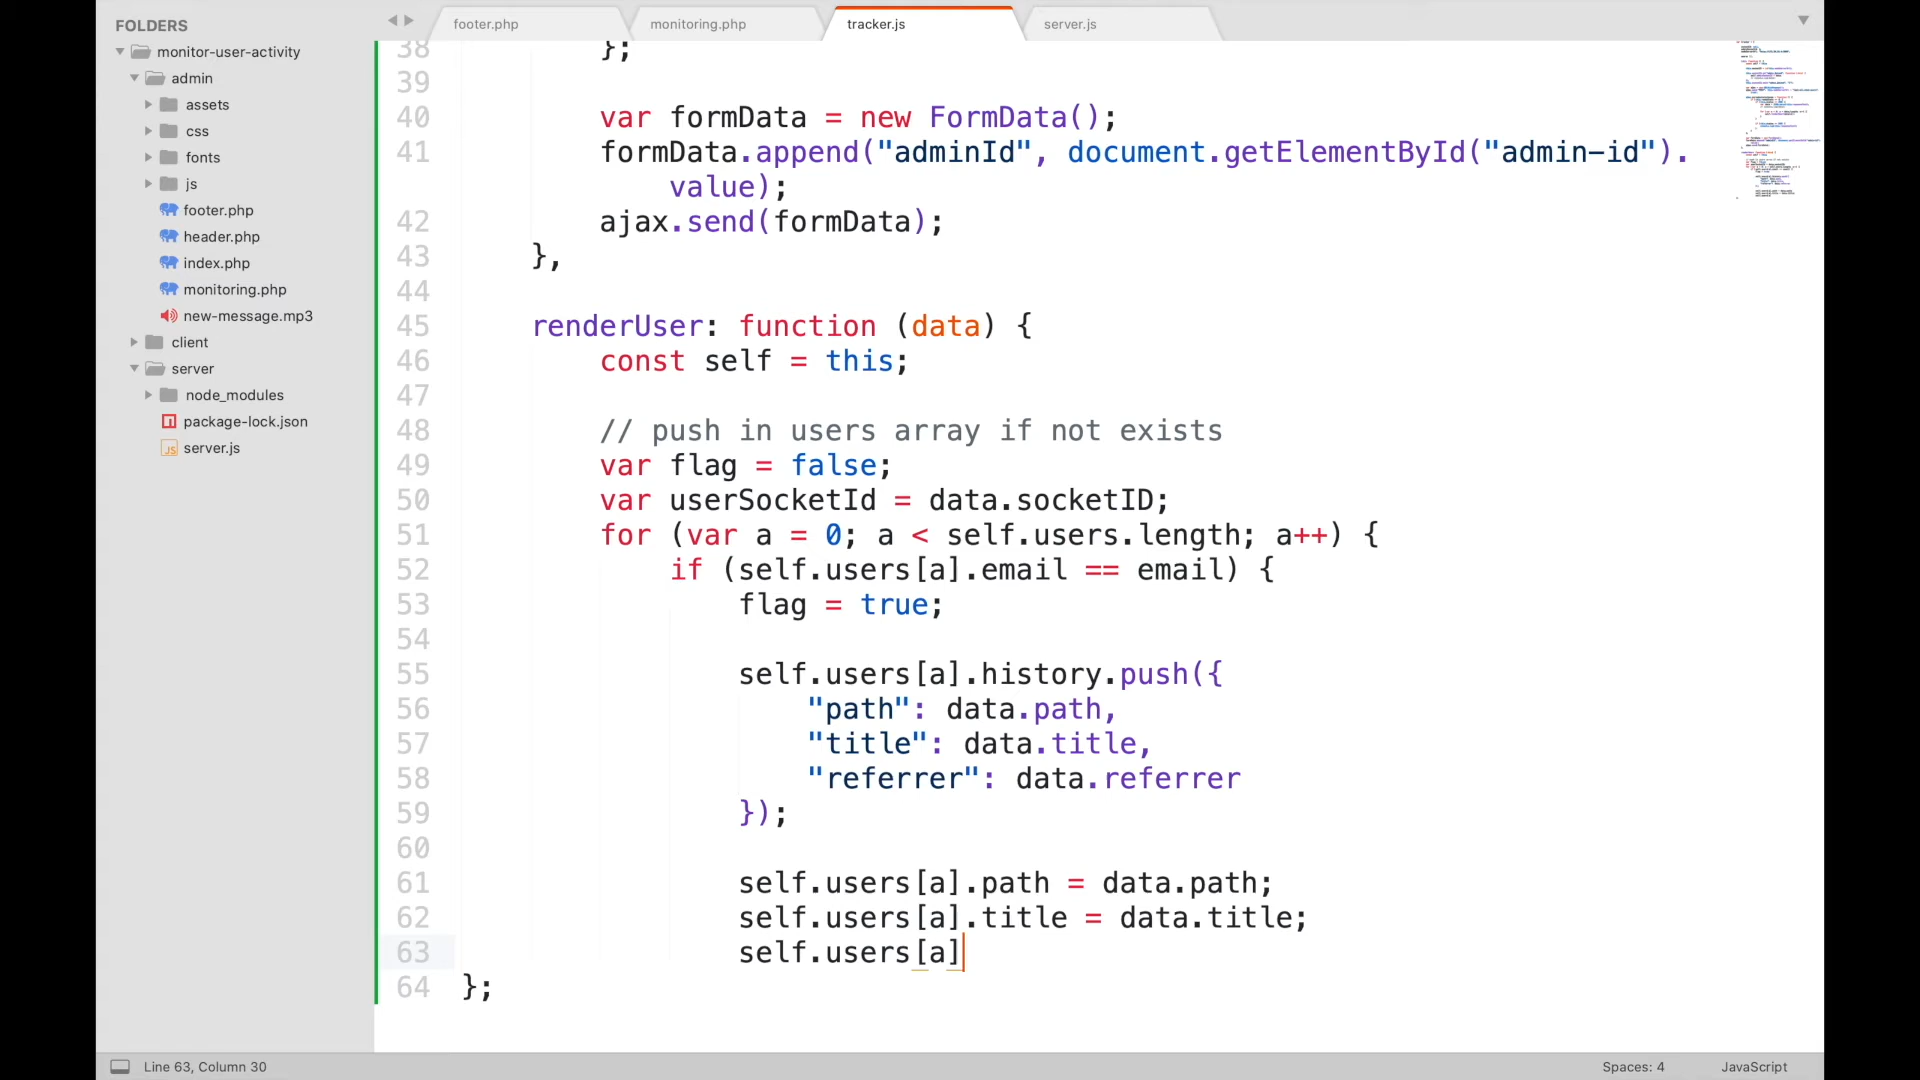 FOLDERS
monitor-user-activity
admin
assets
css
fonts
js
footer.php
header.php
index.php
monitoring.php
new-message.mp3
client
server
node_modules
package-lock.json
JS server.js
footer.php
monitoring.php
tracker.js
server.js
38 };
39
40 var formData = new FormData();
41 formData.append("adminId", document.getElementById("admin-id").
value);
42 ajax.send(formData);
43 },
44
45 renderUser: function (data) {
46 const self = this;
47
48 // push in users array if not exists
49 var flag = false;
50 var userSocketId = data.socketID;
51 for (var a = 0; a < self.users.length; a++) {
52 if (self.users[a].email == email) {
53 flag = true;
54
55 self.users[a].history.push({
56 "path": data.path,
57 "title": data.title,
58 "referrer": data.referrer
59 });
60
61 self.users[a].path = data.path;
62 self.users[a].title = data.title;
63 self.users[a]
64 };
Line 63, Column 30
Spaces: 4
JavaScript